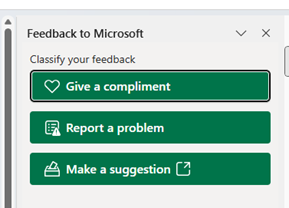 Feedback to Microsoft
Classify your feedback
Give a compliment
Report a problem
Make a suggestion